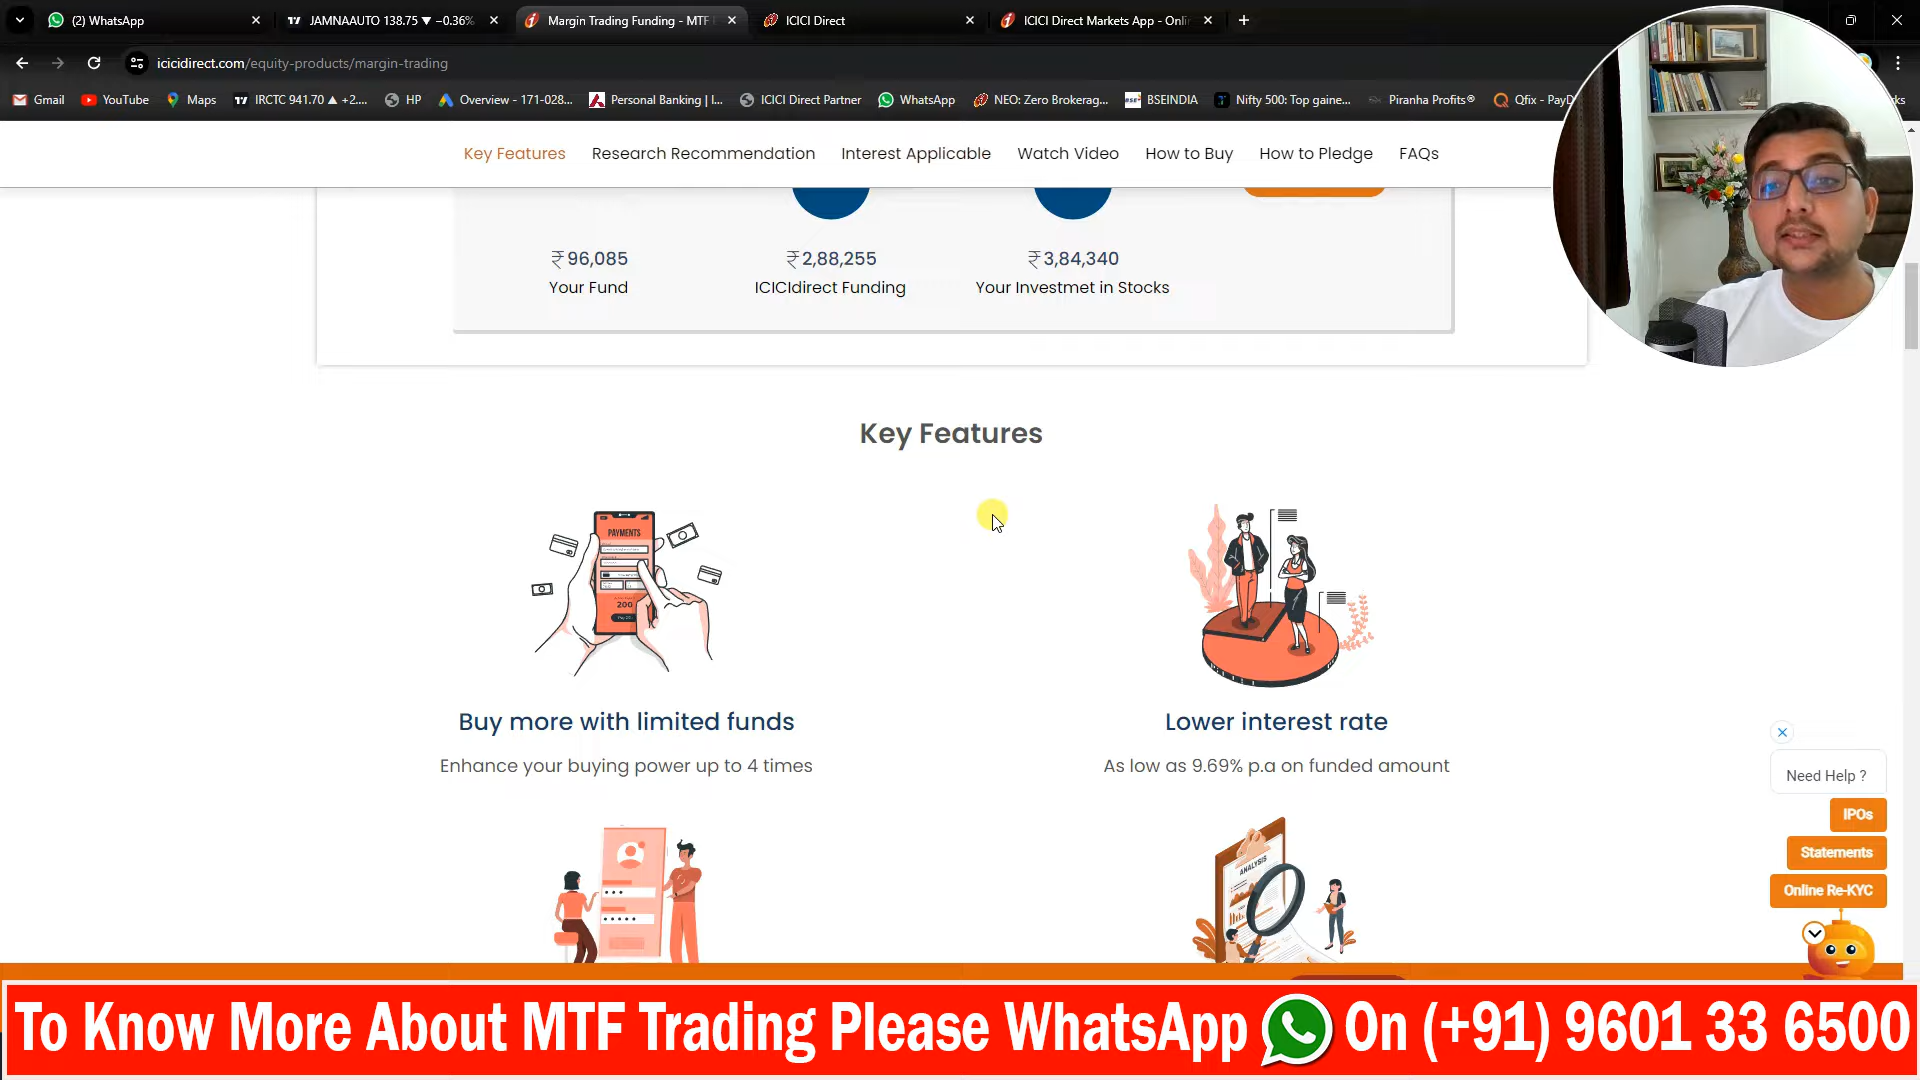 (2) WhatsApp
JAMNAAUTO 138.75 ▼ −0.36%
Margin Trading Funding - MTF
ICICI Direct
ICICI Direct Markets App - Onli
icicidirect.com/equity-products/margin-trading
Gmail
YouTube
Maps
IRCTC 941.70 ▲ +2....
HP
Overview - 171-028...
Personal Banking | I...
ICICI Direct Partner
WhatsApp
NEO: Zero Brokerag...
BSEINDIA
Nifty 500: Top gaine...
Piranha Profits®
Qfix - PayD
Key Features
Research Recommendation
Interest Applicable
Watch Video
How to Buy
How to Pledge
FAQs
₹ 96,085
₹ 2,88,255
₹ 3,84,340
Your Fund
ICICIdirect Funding
Your Investmet in Stocks
Key Features
PAYMENTS
200
Buy more with limited funds
Lower interest rate
Enhance your buying power up to 4 times
As low as 9.69% p.a on funded amount
ANALYSIS
Need Help ?
IPOs
Statements
Online Re-KYC
To Know More About MTF Trading Please WhatsApp On (+91) 9601 33 6500